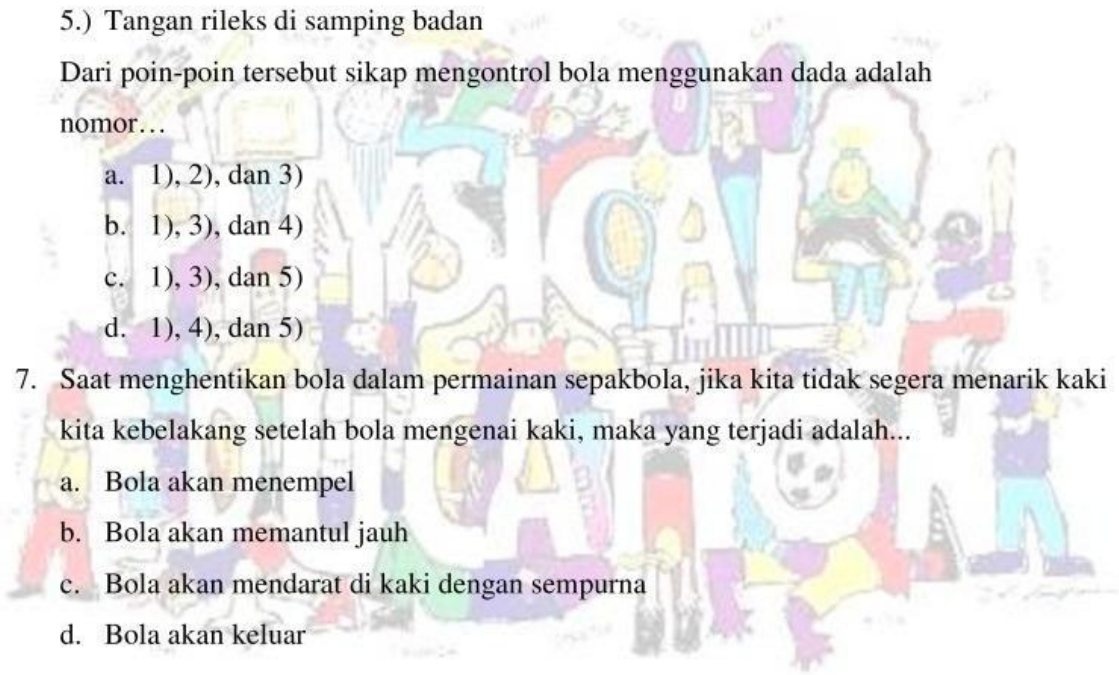 5.) Tangan rileks di samping badan
Dari poin-poin tersebut sikap mengontrol bola menggunakan dada adalah
nomor…
a. 1), 2), dan 3)
b. 1), 3), dan 4)
c. 1), 3), dan 5)
d. 1), 4), dan 5)
7. Saat menghentikan bola dalam permainan sepakbola, jika kita tidak segera menarik kaki
kita kebelakang setelah bola mengenai kaki, maka yang terjadi adalah...
a. Bola akan menempel
b. Bola akan memantul jauh
c. Bola akan mendarat di kaki dengan sempurna
d. Bola akan keluar
PHYSICAL
EDUCATION